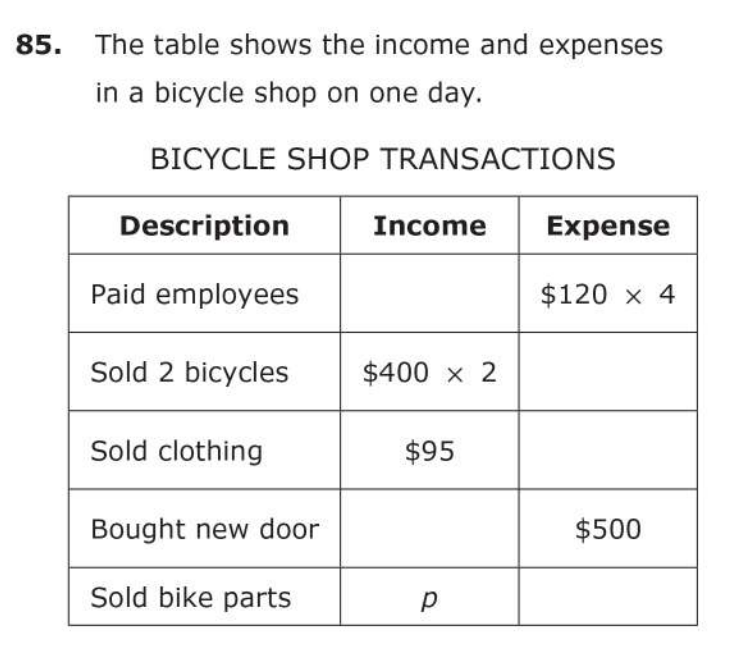 85. The table shows the income and expenses
in a bicycle shop on one day.
BICYCLE SHOP TRANSACTIONS
Description Income Expense
Paid employees $120 × 4
Sold 2 bicycles $400 × 2
Sold clothing $95
Bought new door $500
Sold bike parts p